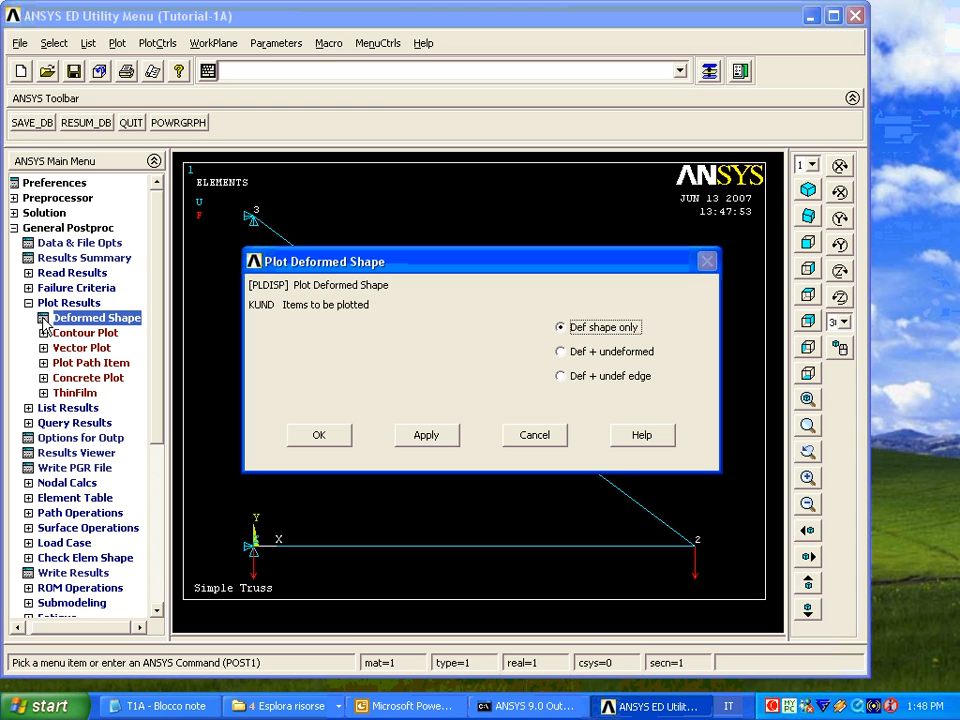 ANSYS ED Utility Menu (Tutorial-1A)
File Select List Plot PlotCtrls WorkPlane Parameters Macro MenuCtrls Help
ANSYS Toolbar
SAVE_DB RESUM_DB QUIT POWRGRPH
ANSYS Main Menu
Preferences
Preprocessor
Solution
General Postproc
Data & File Opts
Results Summary
Read Results
Failure Criteria
Plot Results
Deformed Shape
Contour Plot
Vector Plot
Plot Path Item
Concrete Plot
ThinFilm
List Results
Query Results
Options for Outp
Results Viewer
Write PGR File
Nodal Calcs
Element Table
Path Operations
Surface Operations
Load Case
Check Elem Shape
Write Results
ROM Operations
Submodeling
1
ELEMENTS
U
F
ANSYS
JUN 13 2007
13:47:53
3
Plot Deformed Shape
[PLDISP] Plot Deformed Shape
KUND Items to be plotted
Def shape only
Def + undeformed
Def + undef edge
OK Apply Cancel Help
Y
X
2
Simple Truss
1
Pick a menu item or enter an ANSYS Command (POST1) mat=1 type=1 real=1 csys=0 secn=1
start T1A - Blocco note 4 Esplora risorse Microsoft Powe... ANSYS 9.0 Out... ANSYS ED Utilit... IT 1:48 PM